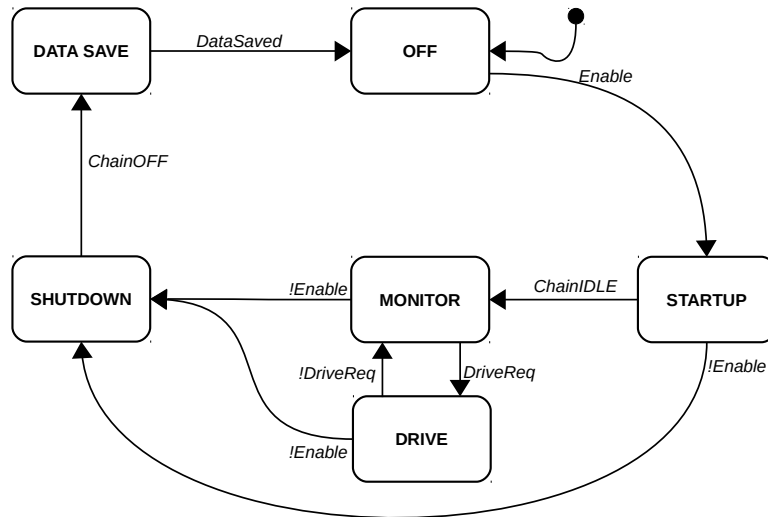 DATA SAVE
DataSaved
OFF
Enable
ChainOFF
SHUTDOWN
!Enable
MONITOR
ChainIDLE
STARTUP
!DriveReq
DriveReq
!Enable
!Enable
DRIVE